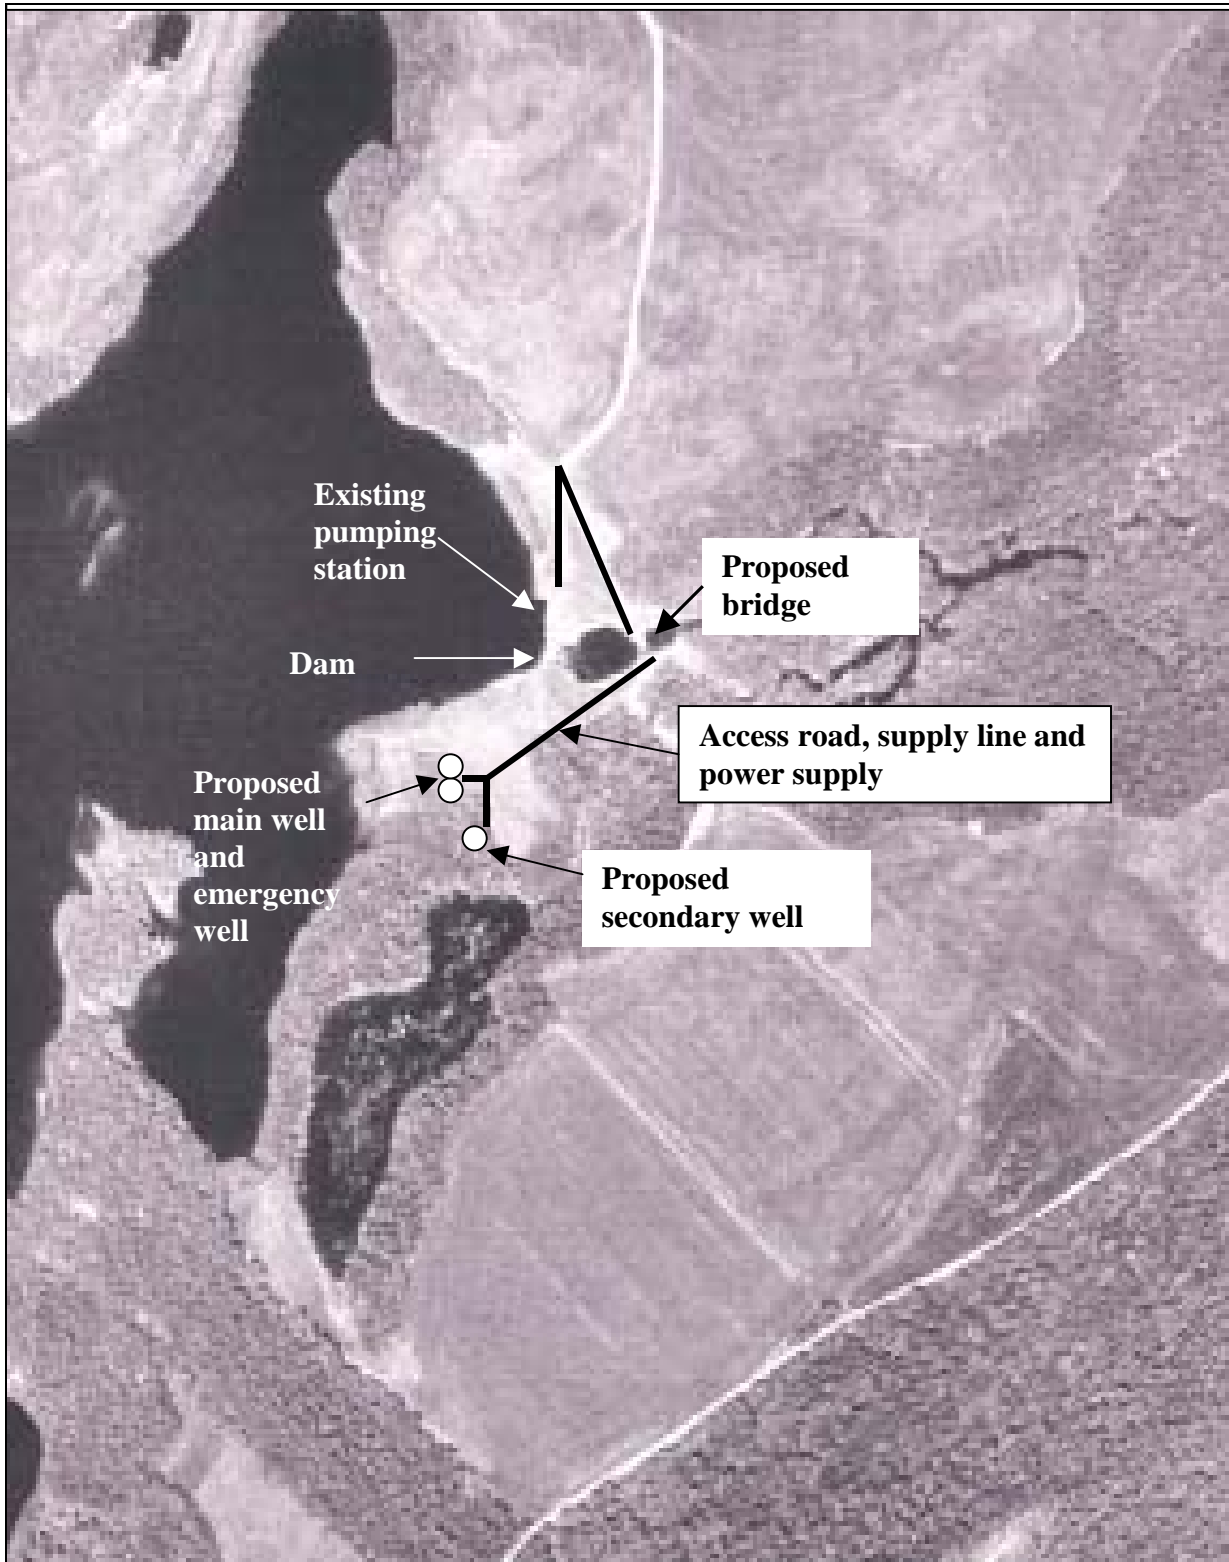 Existing
pumping
station
Proposed
bridge
Dam
Access road, supply line and
power supply
Proposed
main well
and
emergency
well
Proposed
secondary well